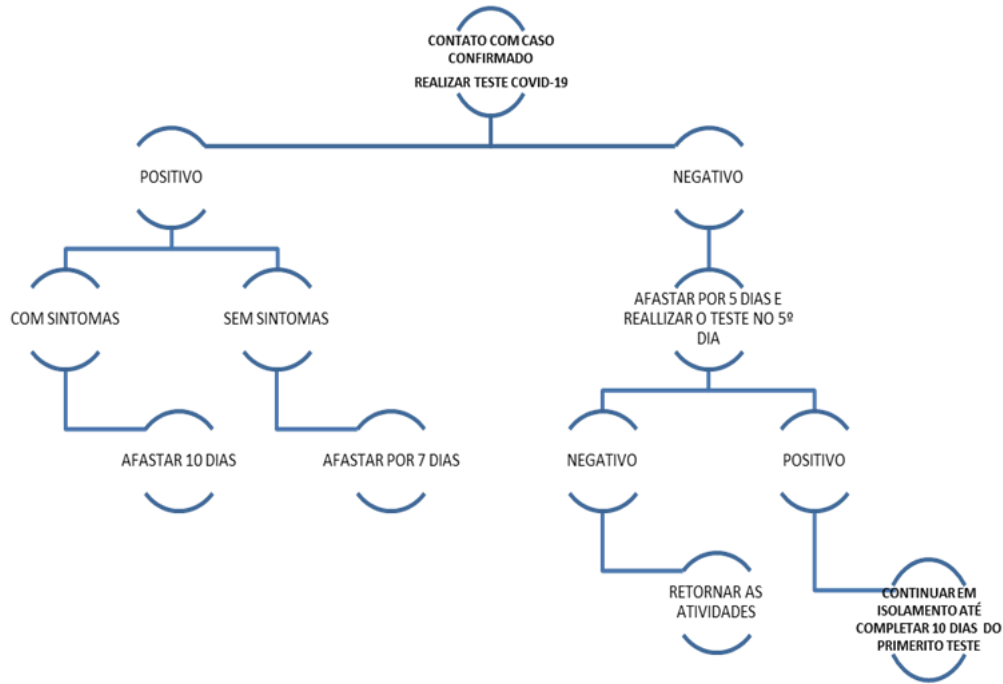 CONTATO COM CASO
CONFIRMADO
REALIZAR TESTE COVID-19
POSITIVO
NEGATIVO
COM SINTOMAS
SEM SINTOMAS
AFASTAR POR 5 DIAS E
REALLIZAR O TESTE NO 5º
DIA
AFASTAR 10 DIAS
AFASTAR POR 7 DIAS
NEGATIVO
POSITIVO
RETORNAR AS
ATIVIDADES
CONTINUAR EM
ISOLAMENTO ATÉ
COMPLETAR 10 DIAS DO
PRIMERITO TESTE